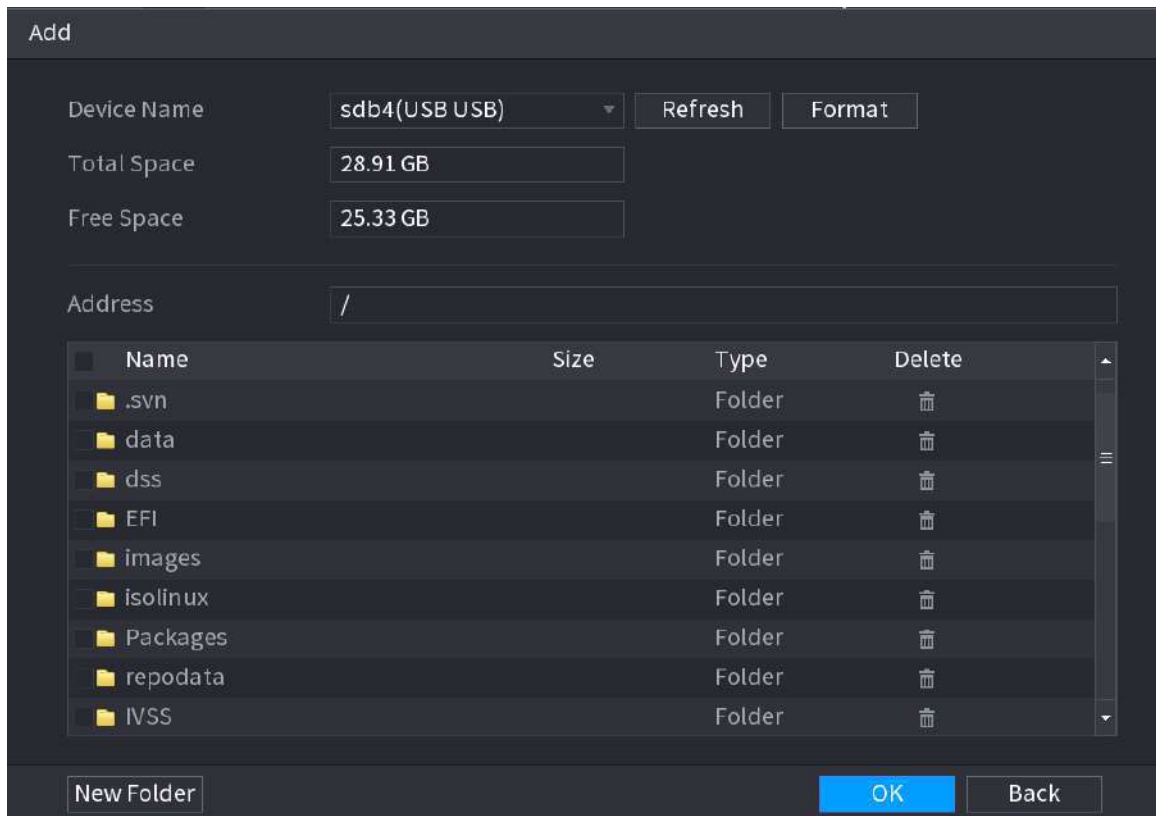 Add
Device Name sdb4(USB USB) Refresh Format
Total Space 28.91 GB
Free Space 25.33 GB
Address /
Name Size Type Delete
.svn Folder
data Folder
dss Folder
EFI Folder
images Folder
isolinux Folder
Packages Folder
repodata Folder
IVSS Folder
New Folder OK Back